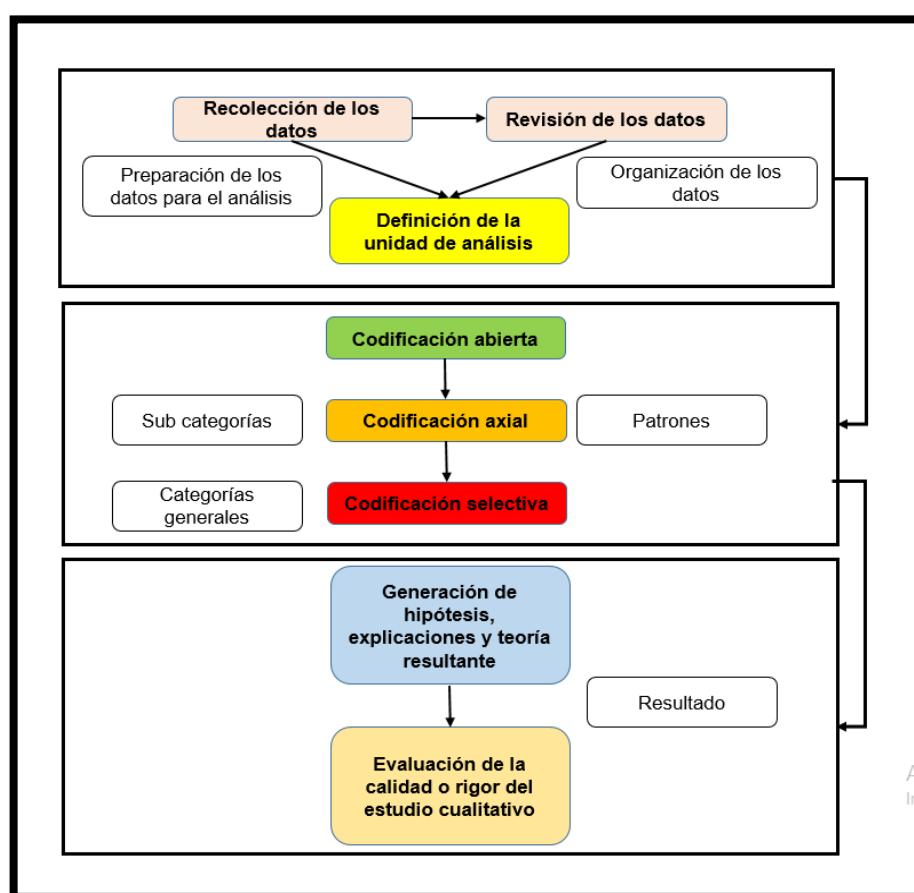 Recolección de los
datos
Revisión de los datos
Preparación de los
datos para el análisis
Organización de los
datos
Definición de la
unidad de análisis
Codificación abierta
Sub categorías
Codificación axial
Patrones
Categorías
generales
Codificación selectiva
Generación de
hipótesis,
explicaciones y teoría
resultante
Resultado
Evaluación de la
calidad o rigor del
estudio cualitativo